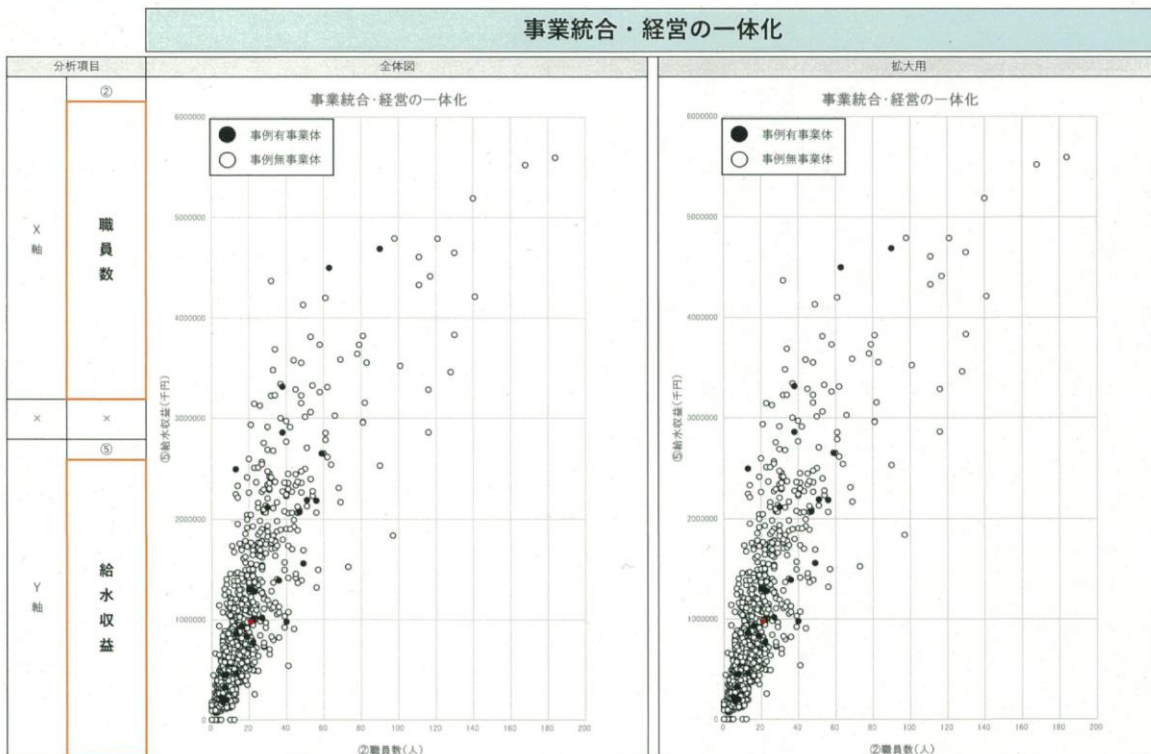 事業統合・経営の一体化
分析項目
全体図
拡大用
X
軸
②
職員数
×
×
Y
軸
⑤
給水収益
事業統合・経営の一体化
6000000
5000000
4000000
3000000
2000000
1000000
0
⑤給水収益(千円)
事例有事業体
事例無事業体
0 20 40 60 80 100 120 140 160 180 200
②職員数(人)
事業統合・経営の一体化
6000000
5000000
4000000
3000000
2000000
1000000
0
⑤給水収益(千円)
事例有事業体
事例無事業体
0 20 40 60 80 100 120 140 160 180 200
②職員数(人)